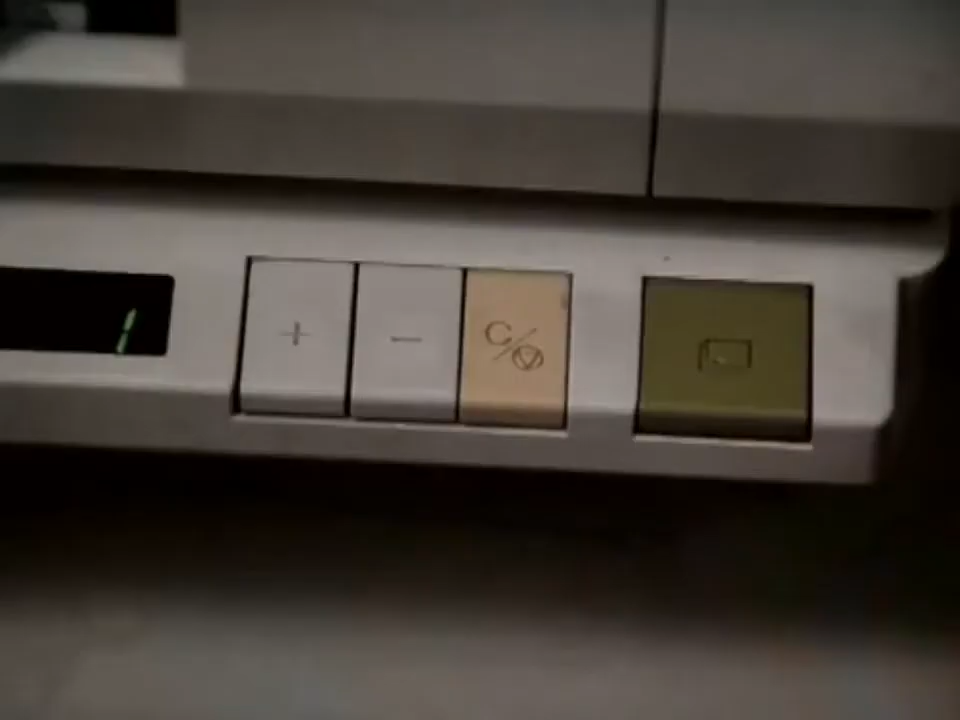 1 + — C/